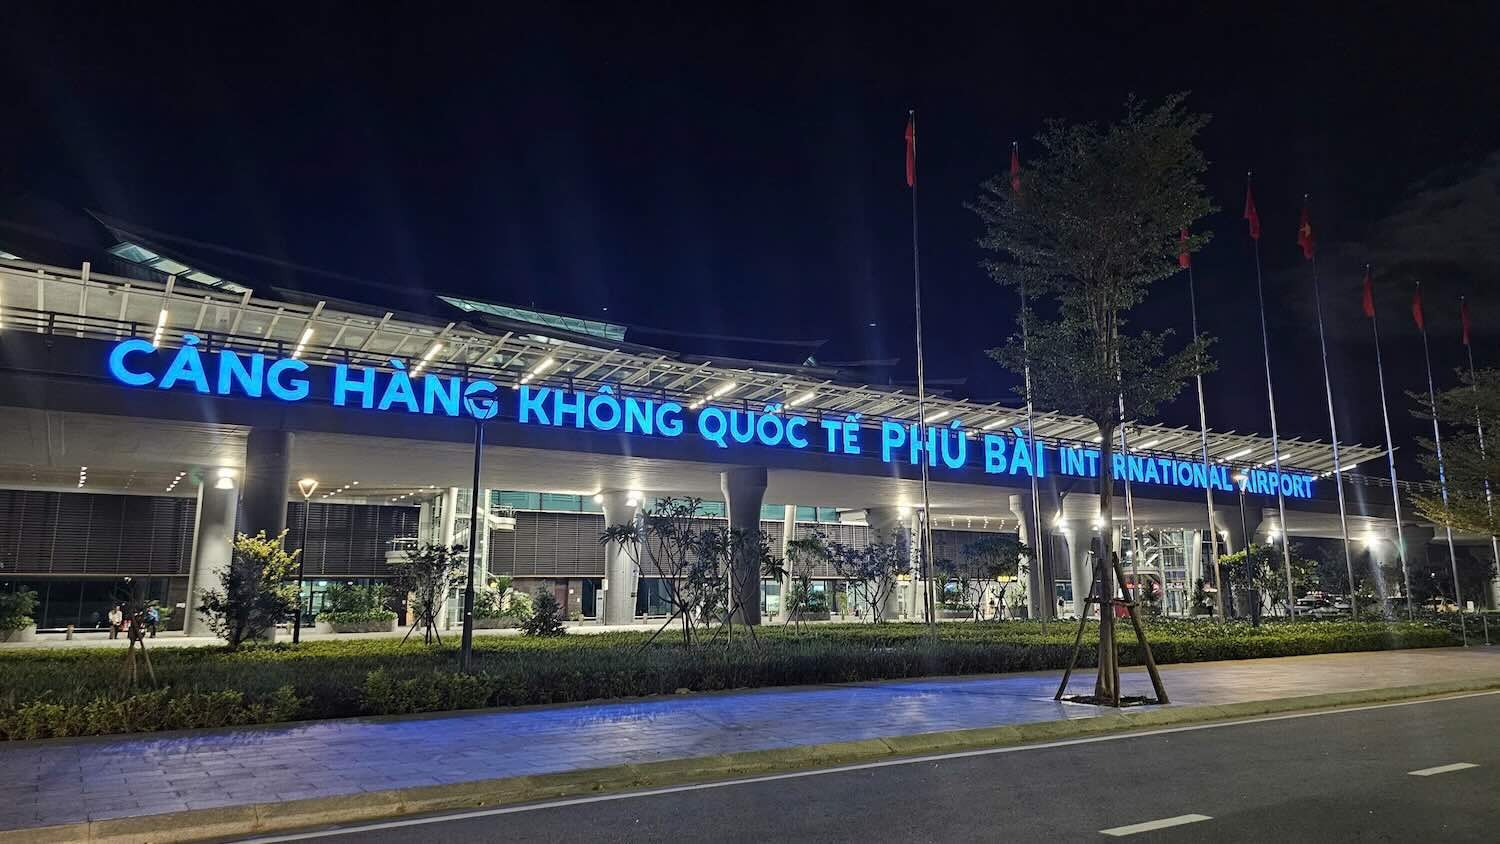 CẢNG HÀNG KHÔNG QUỐC TẾ PHÚ BÀI INTERNATIONAL AIRPORT